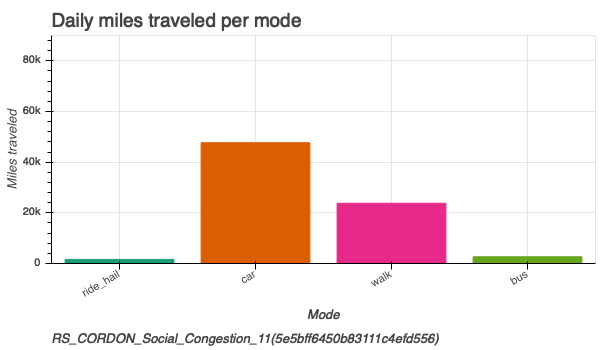 Daily miles traveled per mode
80k
60k
40k
20k
0
Miles traveled
ride_hail
car
walk
bus
Mode
RS_CORDON_Social_Congestion_11(5e5bff6450b83111c4efd556)